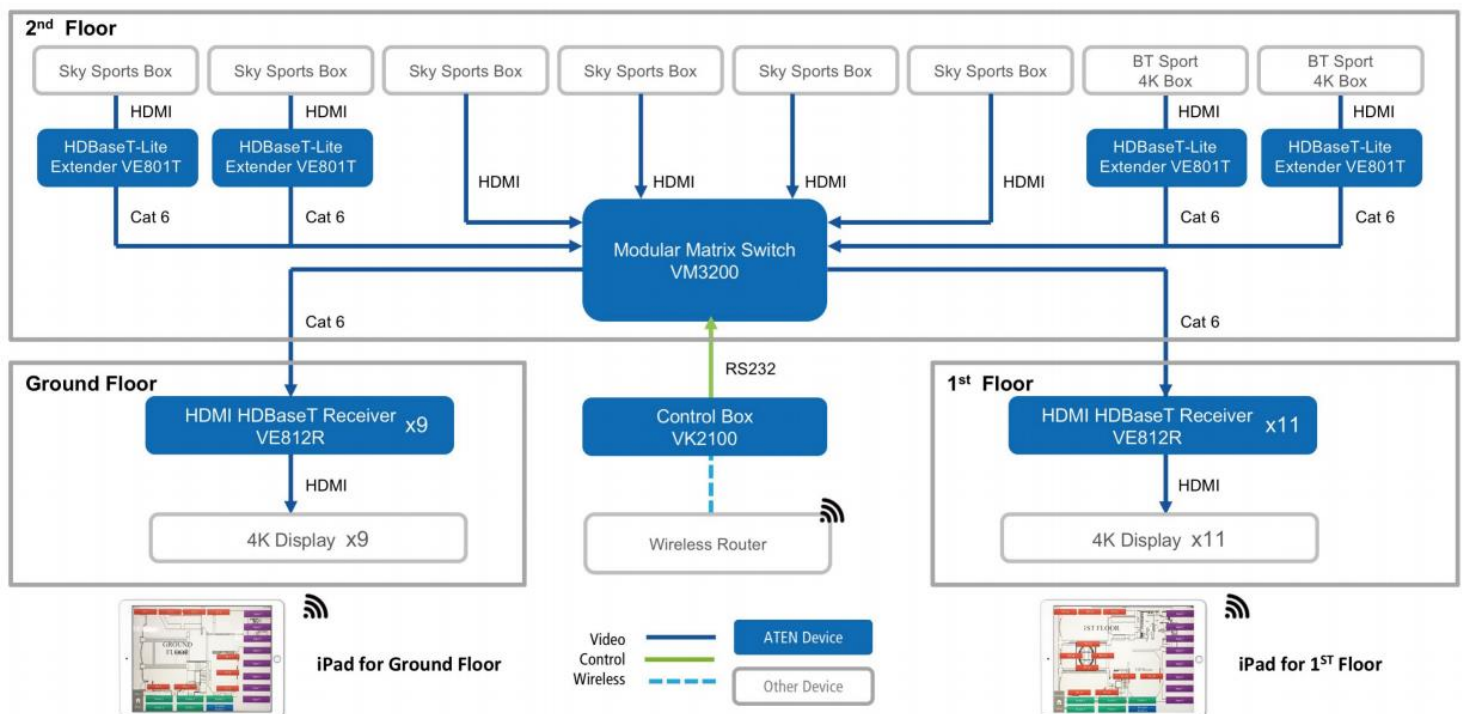 2nd Floor
Sky Sports Box
Sky Sports Box
Sky Sports Box
Sky Sports Box
Sky Sports Box
Sky Sports Box
BT Sport
4K Box
BT Sport
4K Box
HDMI
HDMI
HDMI
HDMI
HDBaseT-Lite
Extender VE801T
HDBaseT-Lite
Extender VE801T
HDBaseT-Lite
Extender VE801T
HDBaseT-Lite
Extender VE801T
HDMI
HDMI
HDMI
HDMI
Cat 6
Cat 6
Cat 6
Cat 6
Modular Matrix Switch
VM3200
Cat 6
Cat 6
RS232
Ground Floor
HDMI HDBaseT Receiver
VE812R
x9
HDMI
4K Display x9
Control Box
VK2100
Wireless Router
1st Floor
HDMI HDBaseT Receiver
VE812R
x11
HDMI
4K Display x11
GROUND
FLOOR
iPad for Ground Floor
Video
Control
Wireless
ATEN Device
Other Device
1ST FLOOR
iPad for 1ST Floor